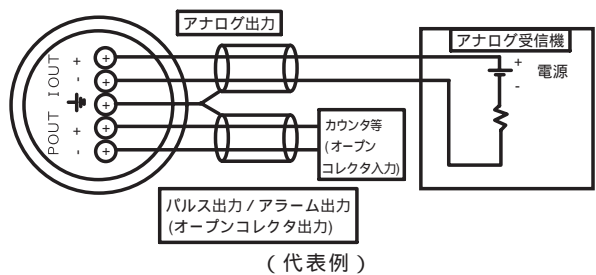 アナログ出力
アナログ受信機
IOUT
+
-
POUT
+
-
+
-
電源
カウンタ等
(オープン
コレクタ入力)
パルス出力 / アラーム出力
(オープンコレクタ出力)
(代表例)